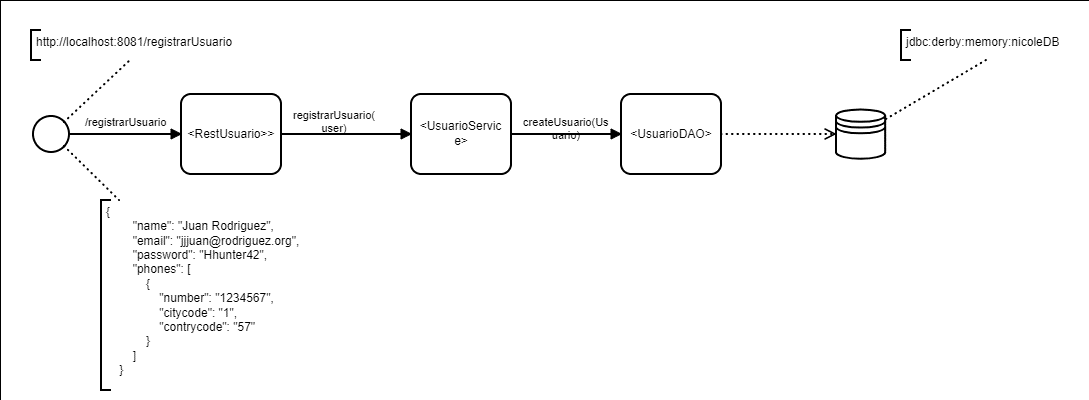 http://localhost:8081/registrarUsuario
jdbc:derby:memory:nicoleDB
/registrarUsuario
<RestUsuario>>
registrarUsuario(
user)
<UsuarioServic
e>
createUsuario(Us
uario)
<UsuarioDAO>
{
"name": "Juan Rodriguez",
"email": "jjjuan@rodriguez.org",
"password": "Hhunter42",
"phones": [
{
"number": "1234567",
"citycode": "1",
"contrycode": "57"
}
]
}